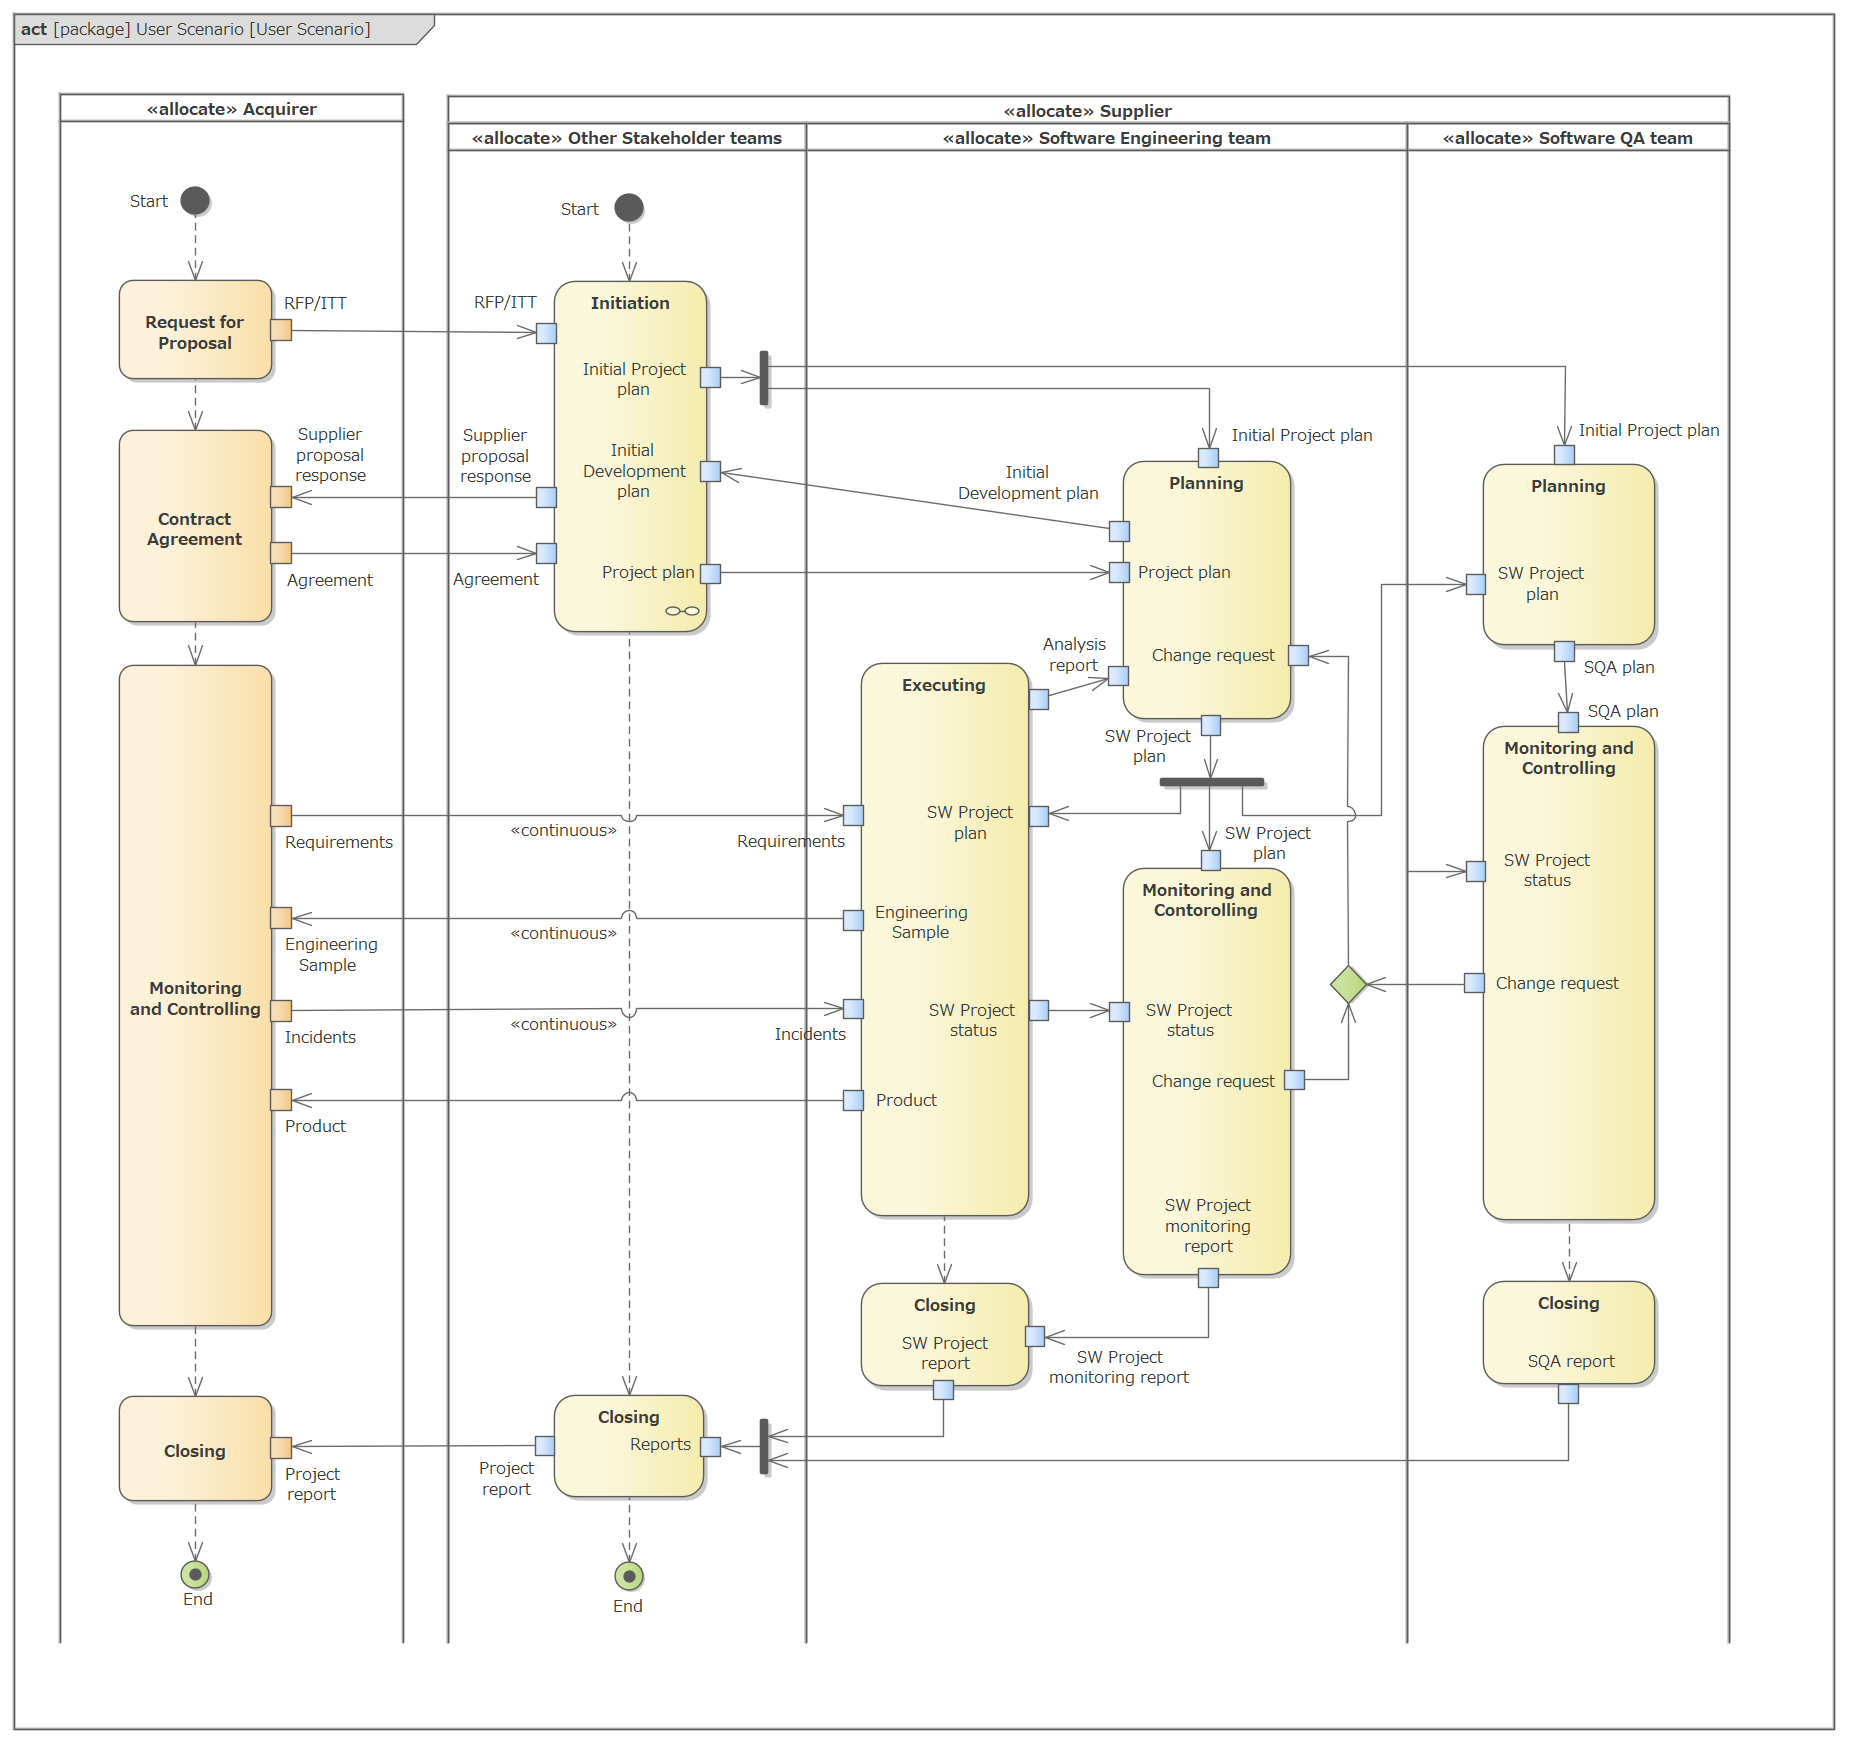 act [package] User Scenario [User Scenario]
«allocate» Acquirer
«allocate» Supplier
«allocate» Other Stakeholder teams
«allocate» Software Engineering team
«allocate» Software QA team
Start
Request for
Proposal
RFP/ITT
Contract
Agreement
Supplier
proposal
response
Agreement
Monitoring
and Controlling
Requirements
Engineering
Sample
Incidents
Product
Closing
Project
report
End
Start
RFP/ITT
Initiation
Initial Project
plan
Supplier
proposal
response
Initial
Development
plan
Agreement
Project plan
«continuous»
«continuous»
«continuous»
Closing
Reports
Project
report
End
Initial Project plan
Planning
Initial
Development plan
Project plan
Change request
Analysis
report
SW Project
plan
Executing
Requirements
SW Project
plan
Engineering
Sample
Incidents
SW Project
status
Product
SW Project
plan
Monitoring and
Contorolling
SW Project
status
Change request
SW Project
monitoring
report
Closing
SW Project
report
SW Project
monitoring report
Initial Project plan
Planning
SW Project
plan
SQA plan
SQA plan
Monitoring and
Controlling
SW Project
status
Change request
Closing
SQA report